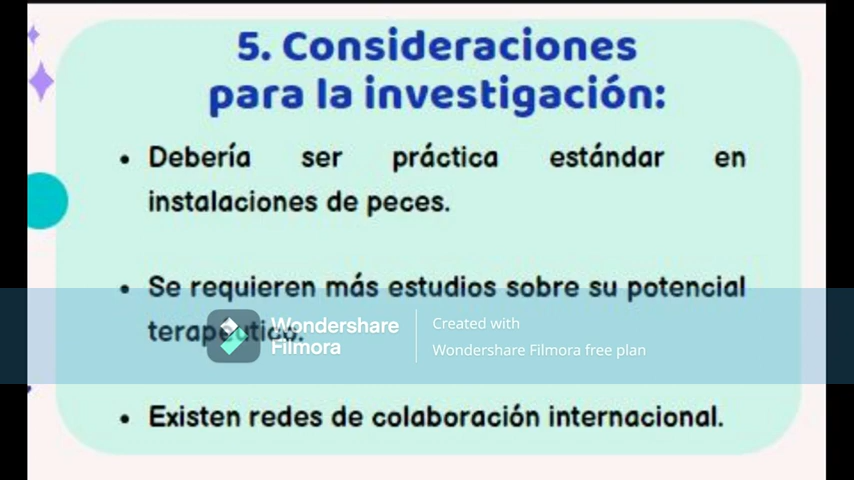 5. Consideraciones
para la investigación:
• Debería ser práctica estándar en
instalaciones de peces.
• Se requieren más estudios sobre su potencial
terapéutico.
Wondershare
Filmora
Created with
Wondershare Filmora free plan
• Existen redes de colaboración internacional.